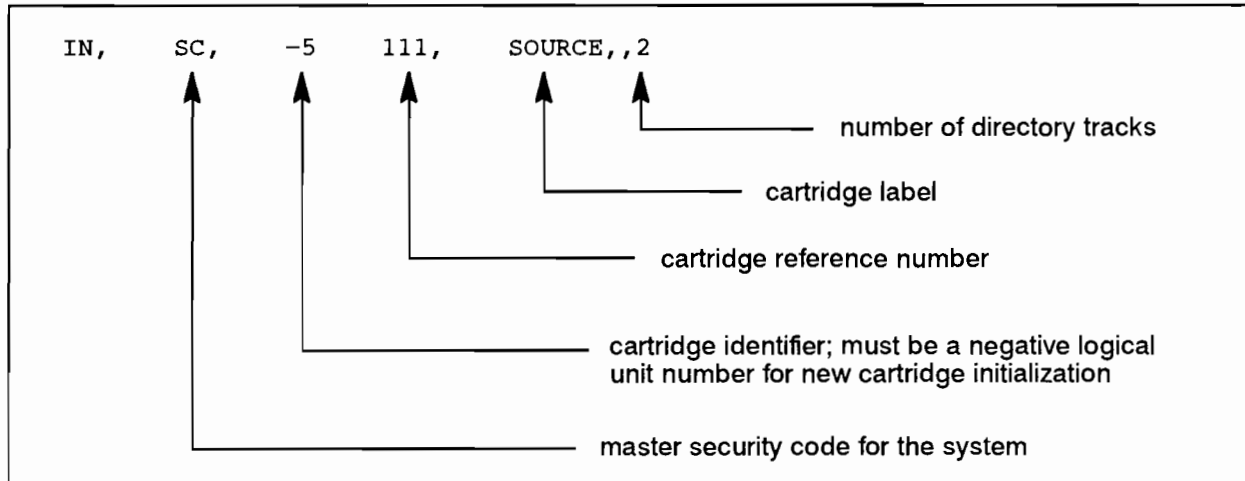 IN, SC, -5 111, SOURCE,,2
number of directory tracks
cartridge label
cartridge reference number
cartridge identifier; must be a negative logical
unit number for new cartridge initialization
master security code for the system